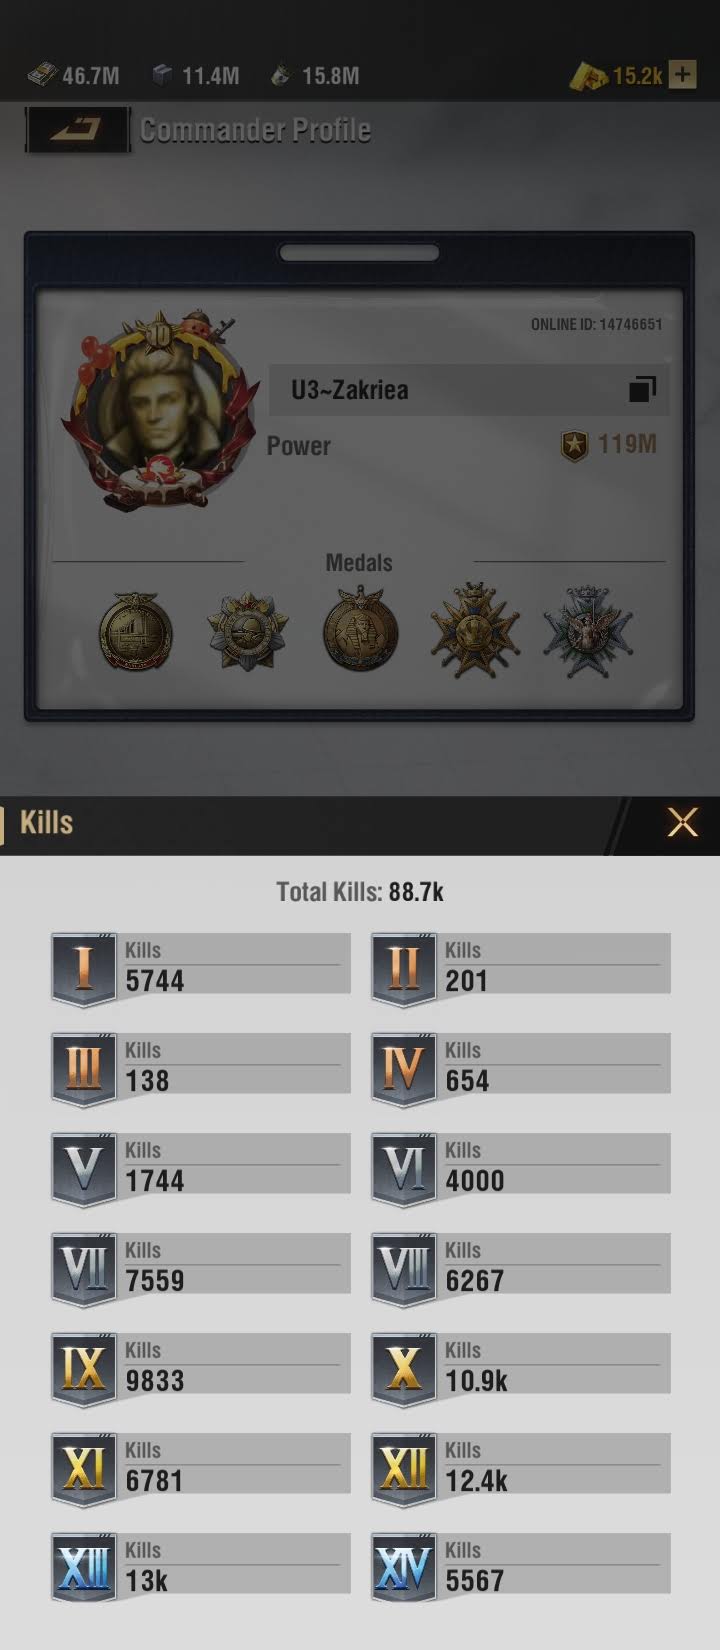 46.7M 11.4M 15.8M 15.2k +
Commander Profile
10
ONLINE ID: 14746651
U3~Zakriea
Power 119M
Medals
Kills
Total Kills: 88.7k
I Kills 5744
II Kills 201
III Kills 138
IV Kills 654
V Kills 1744
VI Kills 4000
VII Kills 7559
VIII Kills 6267
IX Kills 9833
X Kills 10.9k
XI Kills 6781
XII Kills 12.4k
XIII Kills 13k
XIV Kills 5567